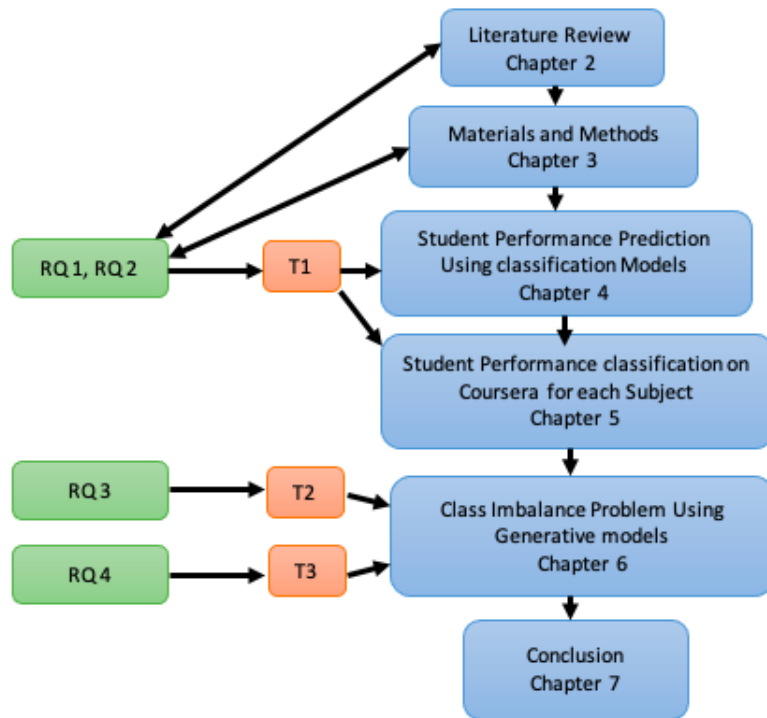 Literature Review
Chapter 2
Materials and Methods
Chapter 3
RQ 1, RQ 2
T1
Student Performance Prediction
Using classification Models
Chapter 4
Student Performance classification on
Coursera for each Subject
Chapter 5
RQ 3
T2
Class Imbalance Problem Using
Generative models
Chapter 6
RQ 4
T3
Conclusion
Chapter 7